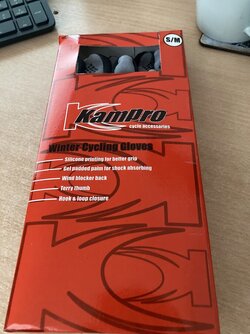 S/M
KamPro
cycle accessories
Winter Cycling Gloves
Silicone printing for better grip
Gel padded palm for shock absorbing
Wind blocker back
Terry thumb
Hook & loop closure